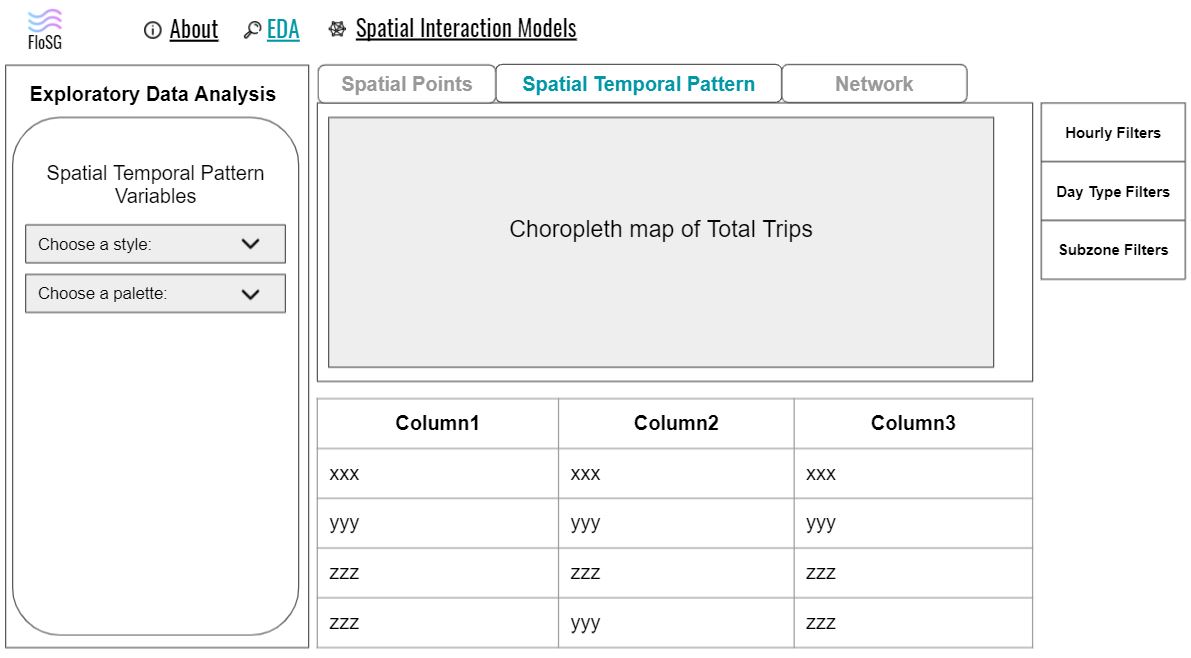 FloSG
About EDA Spatial Interaction Models
Exploratory Data Analysis
Spatial Temporal Pattern
Variables
Choose a style:
Choose a palette:
Spatial Points Spatial Temporal Pattern Network
Choropleth map of Total Trips
Hourly Filters
Day Type Filters
Subzone Filters
Column1 Column2 Column3
xxx xxx xxx
yyy yyy yyy
zzz zzz zzz
zzz yyy zzz